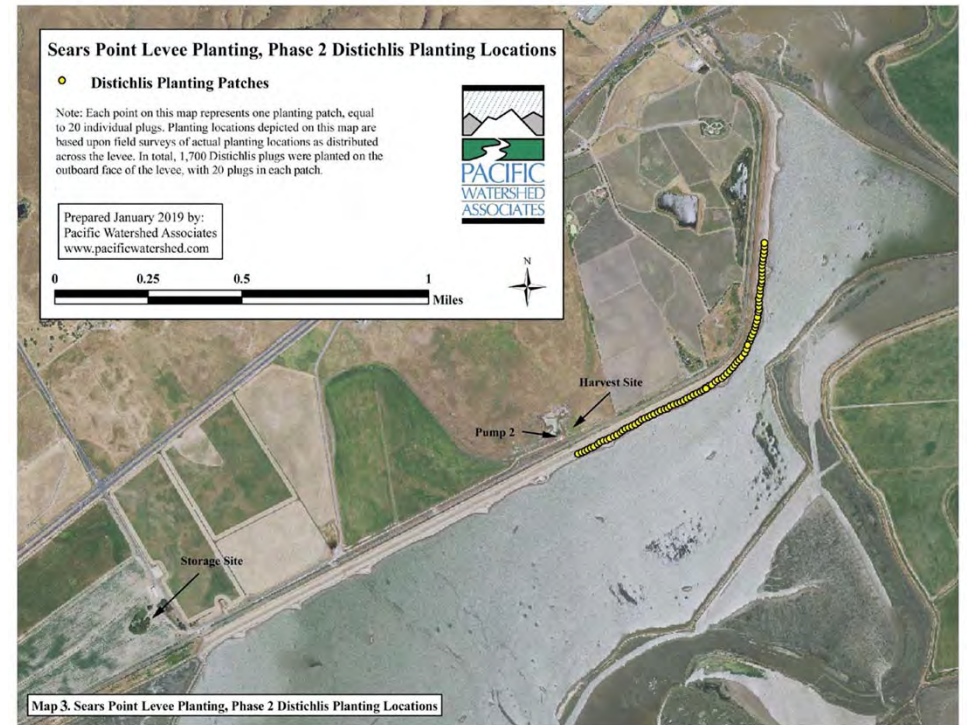 Sears Point Levee Planting, Phase 2 Distichlis Planting Locations
Distichlis Planting Patches
Note: Each point on this map represents one planting patch, equal
to 20 individual plugs. Planting locations depicted on this map are
based upon field surveys of actual planting locations as distributed
across the levee. In total, 1,700 Distichlis plugs were planted on the
outboard face of the levee, with 20 plugs in each patch.
PACIFIC
WATERSHED
ASSOCIATES
Prepared January 2019 by:
Pacific Watershed Associates
www.pacificwatershed.com
N
0 0.25 0.5 1
Miles
Harvest Site
Pump 2
Storage Site
Map 3. Sears Point Levee Planting, Phase 2 Distichlis Planting Locations